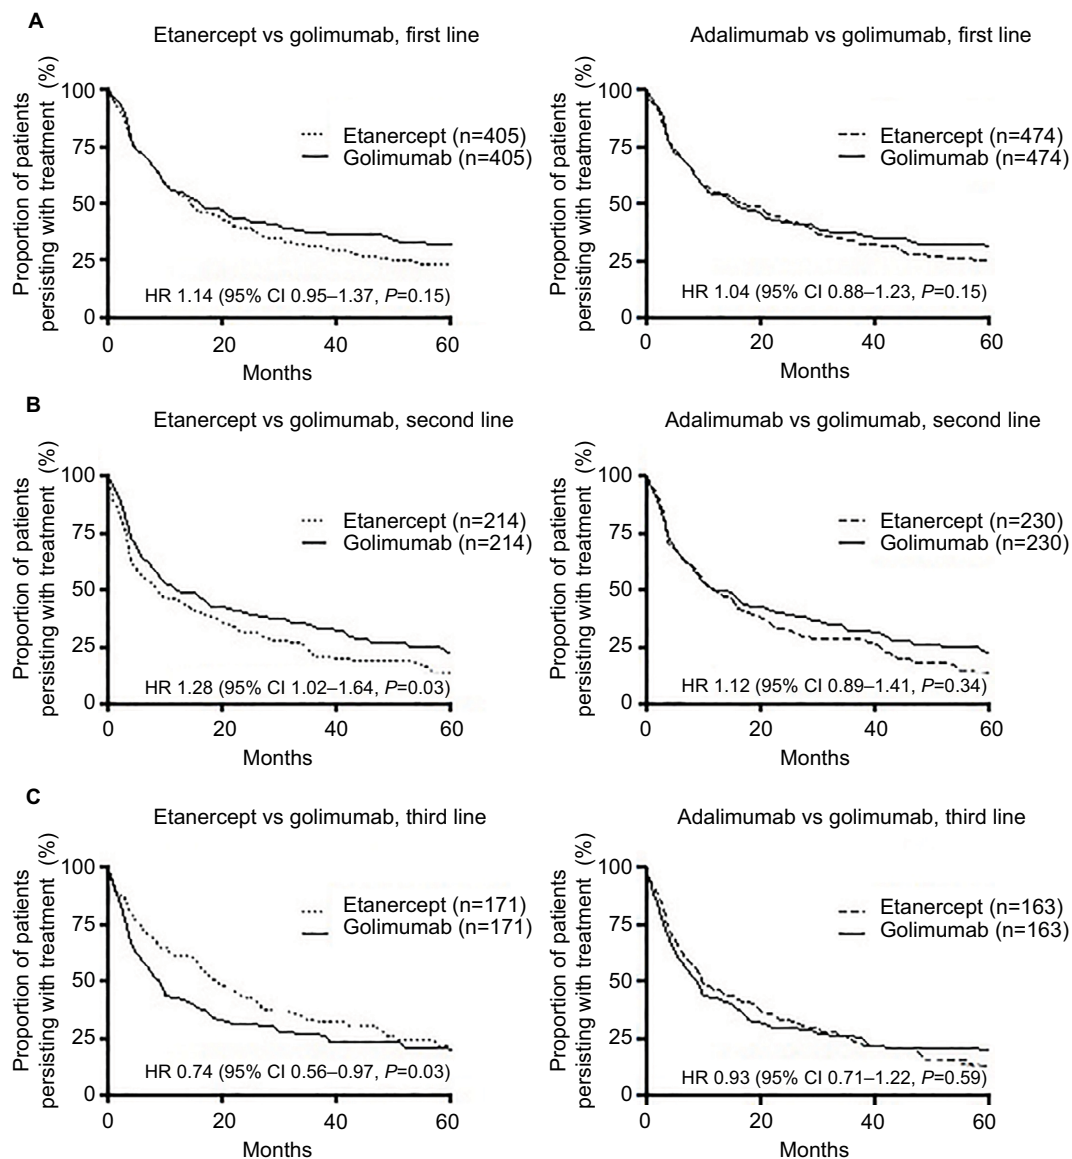 A
Etanercept vs golimumab, first line
Proportion of patients
persisting with treatment (%)
100
75
50
25
0
Etanercept (n=405)
Golimumab (n=405)
HR 1.14 (95% CI 0.95–1.37, P=0.15)
0 20 40 60
Months
Adalimumab vs golimumab, first line
Proportion of patients
persisting with treatment (%)
100
75
50
25
0
Etanercept (n=474)
Golimumab (n=474)
HR 1.04 (95% CI 0.88–1.23, P=0.15)
0 20 40 60
Months
B
Etanercept vs golimumab, second line
Proportion of patients
persisting with treatment (%)
100
75
50
25
0
Etanercept (n=214)
Golimumab (n=214)
HR 1.28 (95% CI 1.02–1.64, P=0.03)
0 20 40 60
Months
Adalimumab vs golimumab, second line
Proportion of patients
persisting with treatment (%)
100
75
50
25
0
Etanercept (n=230)
Golimumab (n=230)
HR 1.12 (95% CI 0.89–1.41, P=0.34)
0 20 40 60
Months
C
Etanercept vs golimumab, third line
Proportion of patients
persisting with treatment (%)
100
75
50
25
0
Etanercept (n=171)
Golimumab (n=171)
HR 0.74 (95% CI 0.56–0.97, P=0.03)
0 20 40 60
Months
Adalimumab vs golimumab, third line
Proportion of patients
persisting with treatment (%)
100
75
50
25
0
Etanercept (n=163)
Golimumab (n=163)
HR 0.93 (95% CI 0.71–1.22, P=0.59)
0 20 40 60
Months